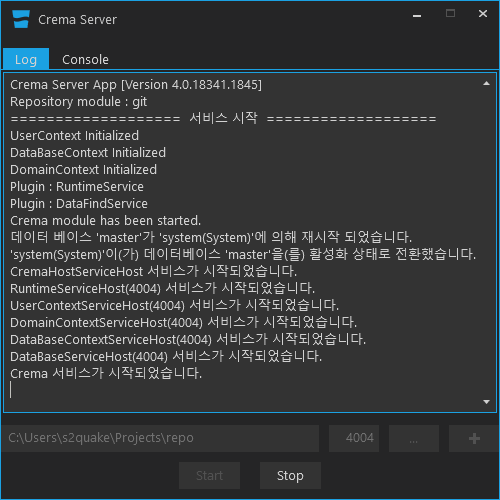 Crema Server
Log Console
Crema Server App [Version 4.0.18341.1845]
Repository module : git
=================== 서비스 시작 ===================
UserContext Initialized
DataBaseContext Initialized
DomainContext Initialized
Plugin : RuntimeService
Plugin : DataFindService
Crema module has been started.
데이터 베이스 'master'가 'system(System)'에 의해 재시작 되었습니다.
'system(System)'이(가) 데이터베이스 'master'을(를) 활성화 상태로 전환했습니다.
CremaHostServiceHost 서비스가 시작되었습니다.
RuntimeServiceHost(4004) 서비스가 시작되었습니다.
UserContextServiceHost(4004) 서비스가 시작되었습니다.
DomainContextServiceHost(4004) 서비스가 시작되었습니다.
DataBaseContextServiceHost(4004) 서비스가 시작되었습니다.
DataBaseServiceHost(4004) 서비스가 시작되었습니다.
Crema 서비스가 시작되었습니다.
C:\Users\s2quake\Projects\repo 4004 ... +
Start Stop